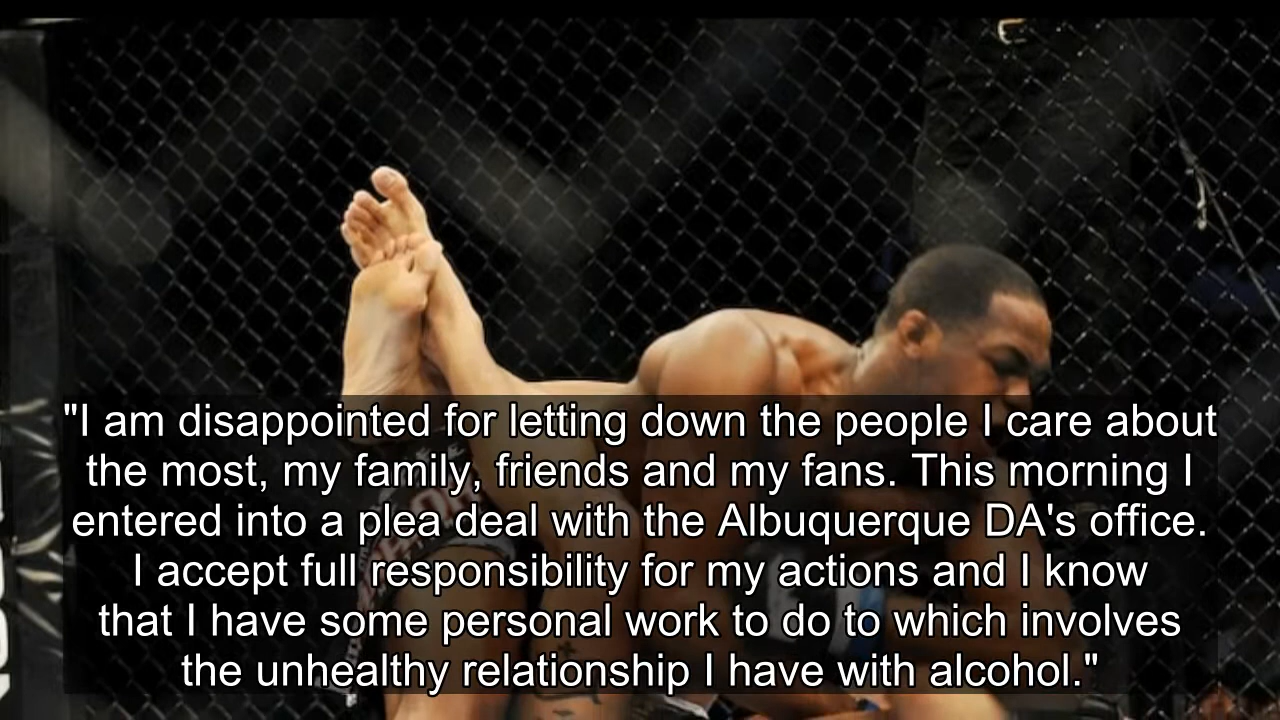 "I am disappointed for letting down the people I care about
the most, my family, friends and my fans. This morning I
entered into a plea deal with the Albuquerque DA's office.
I accept full responsibility for my actions and I know
that I have some personal work to do to which involves
the unhealthy relationship I have with alcohol."